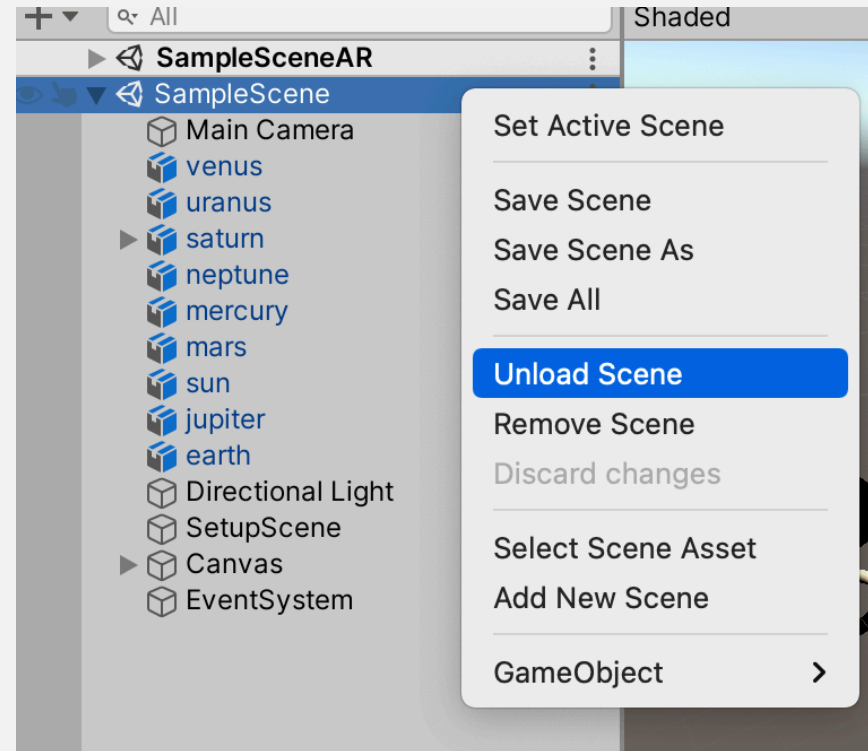 All
Shaded
SampleSceneAR
SampleScene
Main Camera
venus
uranus
saturn
neptune
mercury
mars
sun
jupiter
earth
Directional Light
SetupScene
Canvas
EventSystem
Set Active Scene
Save Scene
Save Scene As
Save All
Unload Scene
Remove Scene
Discard changes
Select Scene Asset
Add New Scene
GameObject